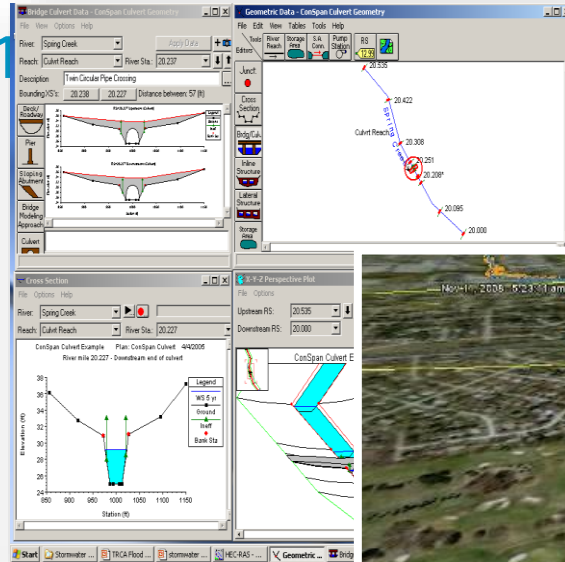 1
Bridge Culvert Data - ConSpan Culvert Geometry
File View Options Help
River: Spring Creek Apply Data
Reach: Culvrt Reach River Sta.: 20.237
Description Twin Circular Pipe Crossing ...
Bounding XS's: 20.238 20.227 Distance between: 57 (ft)
Deck/
Roadway
Pier
Sloping
Abutment
Bridge
Modeling
Approach
Culvert
Geometric Data - ConSpan Culvert Geometry
File Edit View Tables Tools Help
Tools
Editors
River
Reach
Storage
Area
S.A.
Conn.
Pump
Station
RS
12.99
Junct.
Cross
Section
Brdg/Culv
Inline
Structure
Lateral
Structure
Storage
Area
20.535
20.422
Culvrt Reach
Spring Creek
20.308
20.251
20.208*
20.095
20.000
Cross Section
File Options Help
River: Spring Creek
Reach: Culvrt Reach River Sta.: 20.227
ConSpan Culvert Example Plan: ConSpan Culvert 4/4/2005
River mile 20.227 - Downstream end of culvert
Legend
WS 5 yr
Ground
Ineff
Bank Sta
Elevation (ft)
38
36
34
32
30
28
26
24
850 900 950 1000 1050 1100 1150
Station (ft)
X-Y-Z Perspective Plot
File Options
Upstream RS: 20.535
Downstream RS: 20.000
ConSpan Culvert E
Start Stormwater ... TRCA Flood ... stormwater ... HEC-RAS - ... Geometric ... Bridg